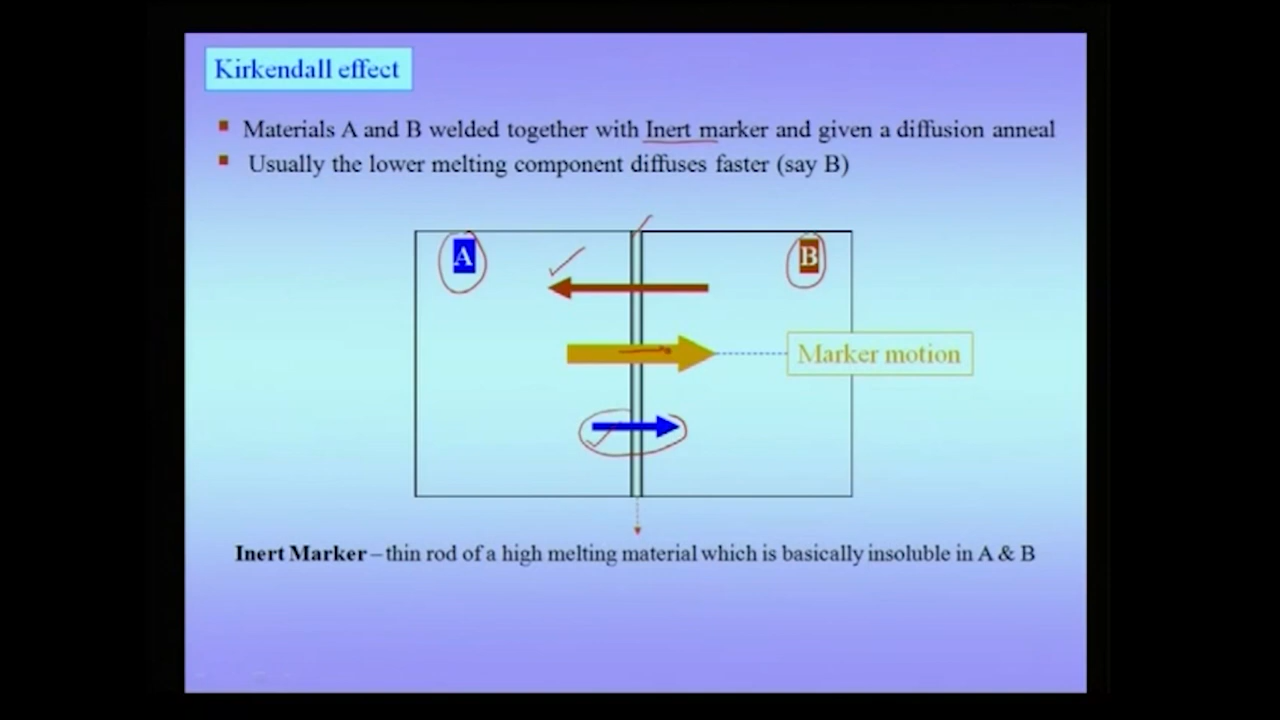 Kirkendall effect
Materials A and B welded together with Inert marker and given a diffusion anneal
Usually the lower melting component diffuses faster (say B)
A
B
Marker motion
Inert Marker – thin rod of a high melting material which is basically insoluble in A & B